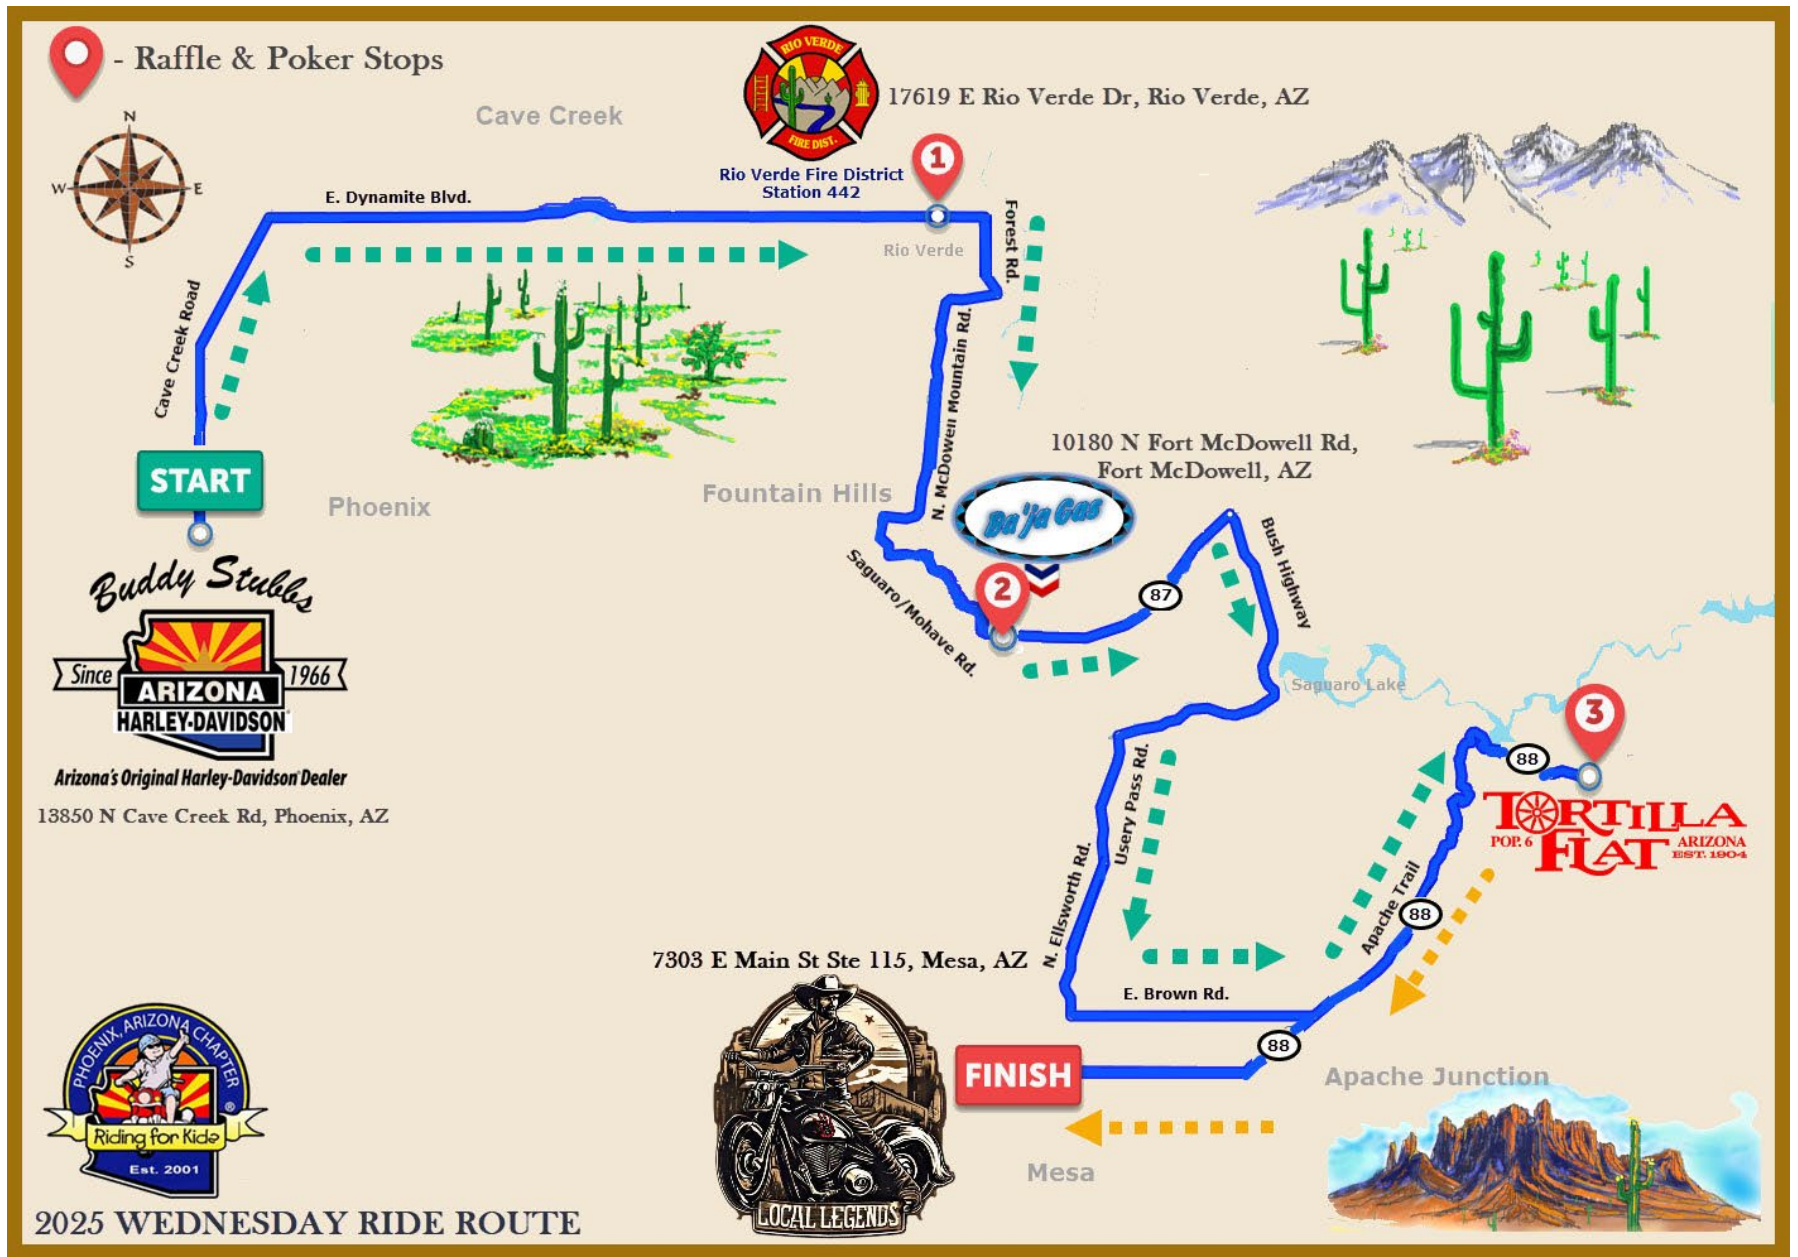 - Raffle & Poker Stops
N
W
E
S
Cave Creek
RIO VERDE
FIRE DIST.
17619 E Rio Verde Dr, Rio Verde, AZ
Rio Verde Fire District
Station 442
1
E. Dynamite Blvd.
Rio Verde
Forest Rd.
Cave Creek Road
N. McDowell Mountain Rd.
START
Phoenix
Fountain Hills
10180 N Fort McDowell Rd,
Fort McDowell, AZ
Ba'ja Gas
Saguaro/Mohave Rd.
2
87
Bush Highway
Buddy Stubbs
Since
1966
ARIZONA
HARLEY-DAVIDSON
Arizona's Original Harley-Davidson Dealer
13850 N Cave Creek Rd, Phoenix, AZ
Saguaro Lake
3
88
TORTILLA
POP. 6
FLAT
ARIZONA
EST. 1904
Usery Pass Rd.
N. Ellsworth Rd.
Apache Trail
88
7303 E Main St Ste 115, Mesa, AZ
E. Brown Rd.
88
FINISH
Apache Junction
Mesa
LOCAL LEGENDS
PHOENIX, ARIZONA CHAPTER
®
Riding for Kids
Est. 2001
2025 WEDNESDAY RIDE ROUTE